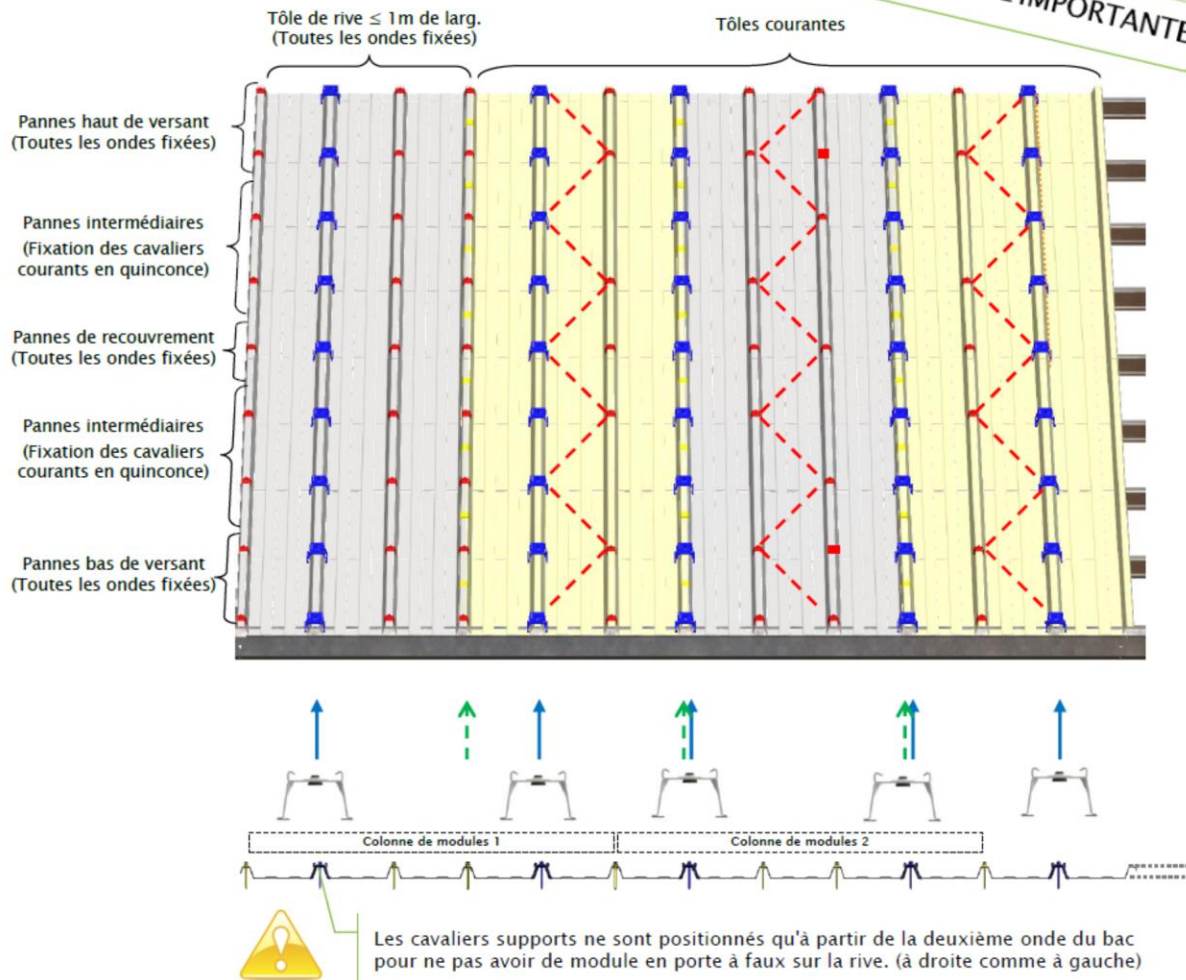 IMPORTANTE
Tôle de rive ≤ 1m de larg.
(Toutes les ondes fixées)
Tôles courantes
Pannes haut de versant
(Toutes les ondes fixées)
Pannes intermédiaires
(Fixation des cavaliers
courants en quinconce)
Pannes de recouvrement
(Toutes les ondes fixées)
Pannes intermédiaires
(Fixation des cavaliers
courants en quinconce)
Pannes bas de versant
(Toutes les ondes fixées)
Colonne de modules 1
Colonne de modules 2
Les cavaliers supports ne sont positionnés qu'à partir de la deuxième onde du bac
pour ne pas avoir de module en porte à faux sur la rive. (à droite comme à gauche)